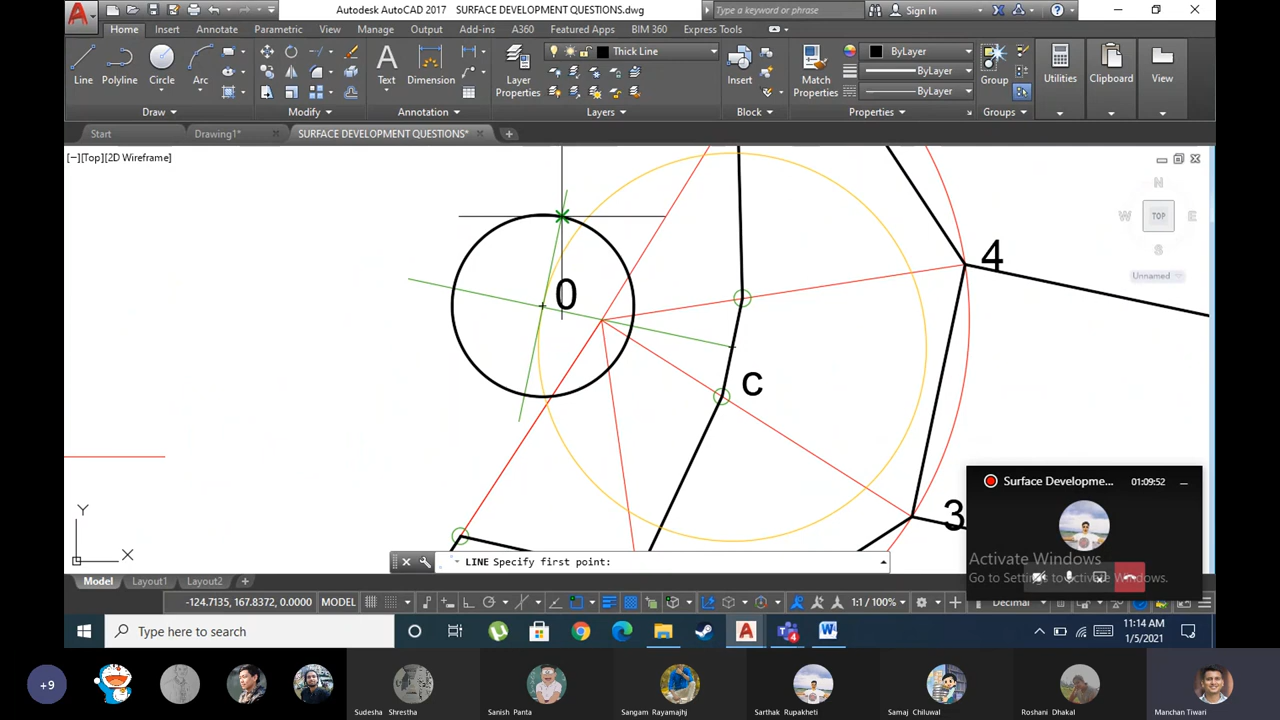 Autodesk AutoCAD 2017 SURFACE DEVELOPMENT QUESTIONS.dwg
Type a keyword or phrase
Sign In
Home Insert Annotate Parametric View Manage Output Add-ins A360 Featured Apps BIM 360 Express Tools
Thick Line
ByLayer
ByLayer
ByLayer
Line Polyline Circle Arc
Text Dimension
Layer Properties
Insert
Match Properties
Group
Utilities Clipboard View
Draw Modify Annotation Layers Block Properties Groups
Start Drawing1* SURFACE DEVELOPMENT QUESTIONS*
[−][Top][2D Wireframe]
N
W TOP E
S
Unnamed
4
0
c
3
Y
X
Surface Developme... 01:09:52
Activate Windows
Go to Settings to activate Windows.
LINE Specify first point:
Model Layout1 Layout2
-124.7135, 167.8372, 0.0000 MODEL 1:1 / 100% Decimal
Type here to search
11:14 AM
1/5/2021
+9
Sudesha Shrestha
Sanish Panta
Sangam Rayamajhj
Sarthak Rupakheti
Samaj Chiluwal
Roshani Dhakal
Manchan Tiwari